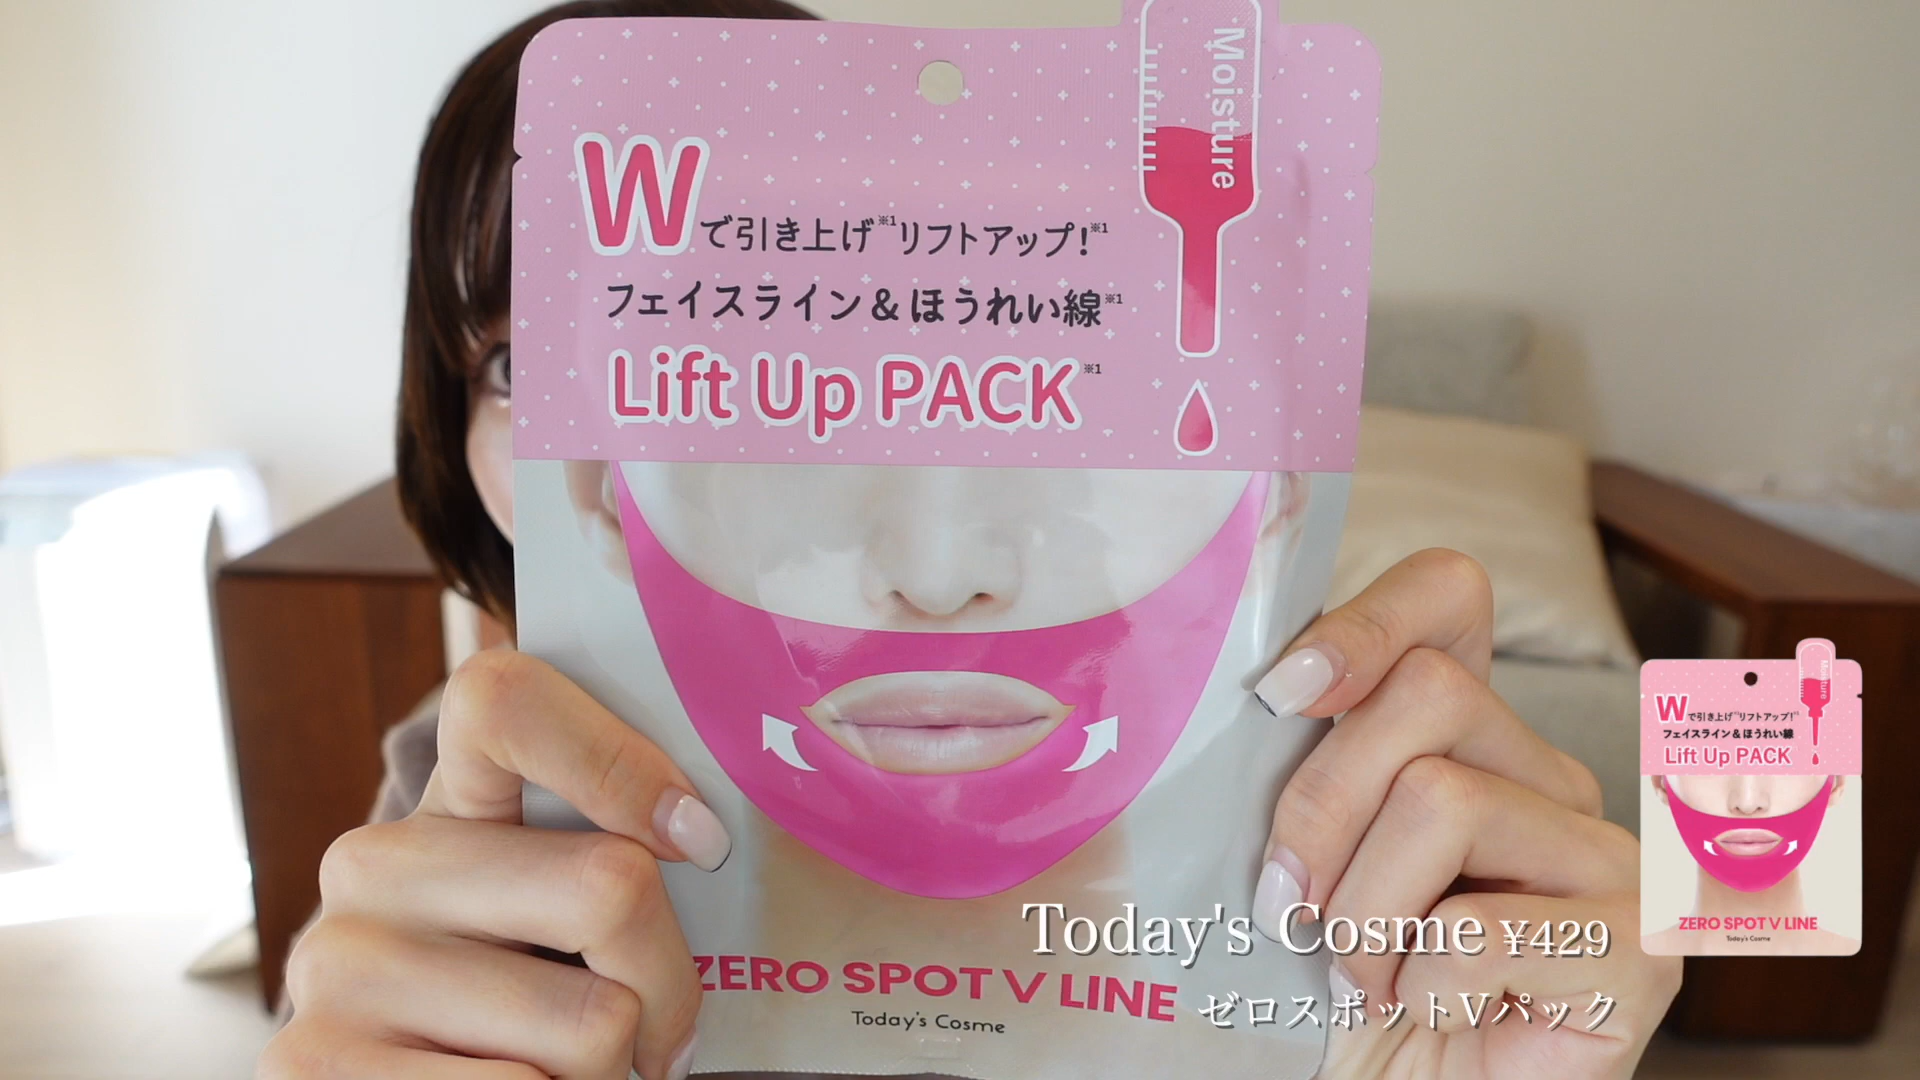 Moisture
Wで引き上げ※1リフトアップ!※1
フェイスライン&ほうれい線※1
Lift Up PACK※1
ZERO SPOT V LINE
Today's Cosme
Today's Cosme ¥429
ゼロスポットVパック
Moisture
Wで引き上げ※1リフトアップ!※1
フェイスライン&ほうれい線
Lift Up PACK
ZERO SPOT V LINE
Today's Cosme